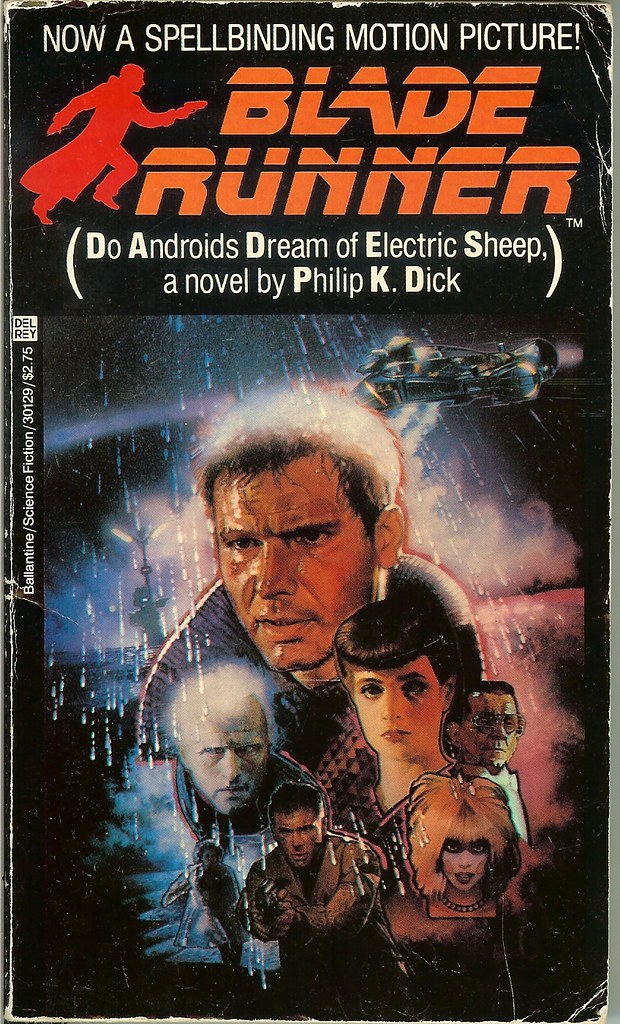 NOW A SPELLBINDING MOTION PICTURE!
BLADE
RUNNER
™
(Do Androids Dream of Electric Sheep,)
a novel by Philip K. Dick
DEL
REY
Ballantine/Science Fiction/30129/$2.75